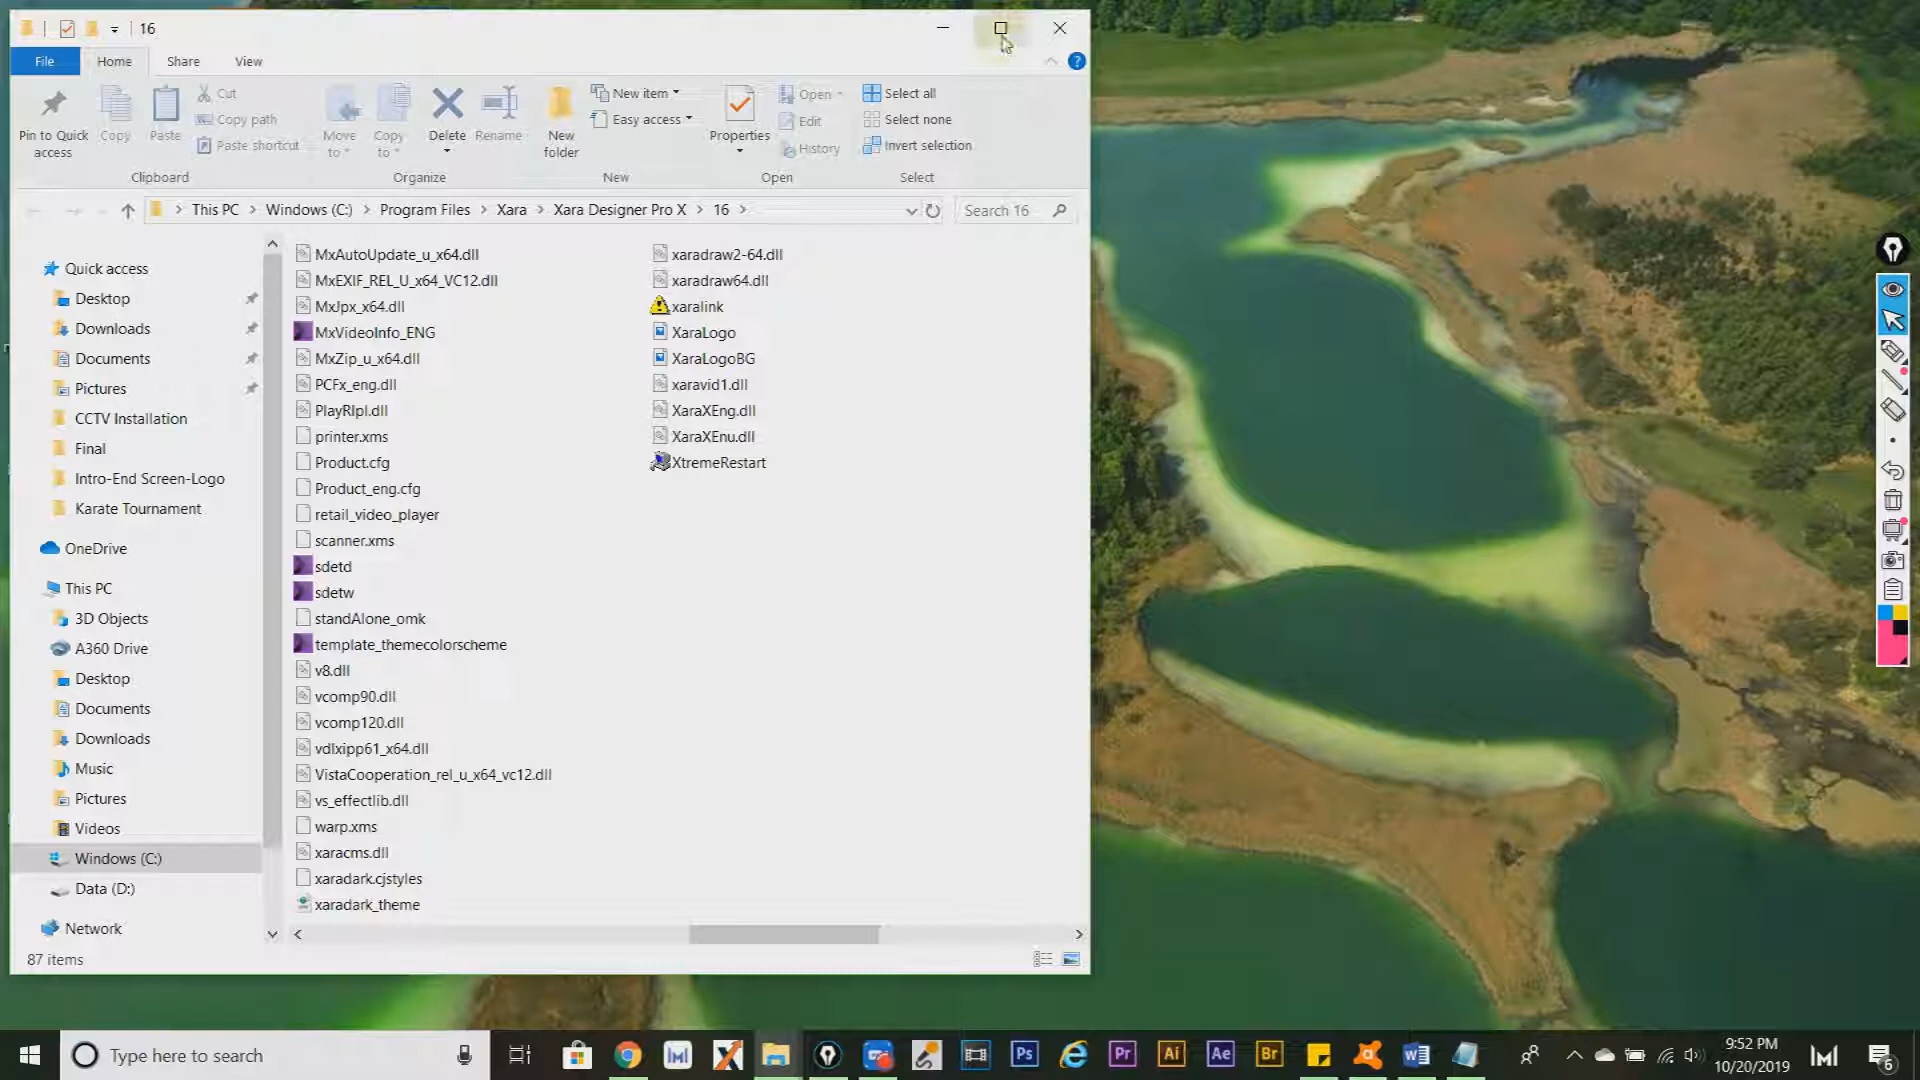 16
File
Home
Share
View
Pin to Quick access
Copy
Paste
Cut
Copy path
Paste shortcut
Clipboard
Move to
Copy to
Delete
Rename
Organize
New folder
New item
Easy access
New
Properties
Open
Edit
History
Open
Select all
Select none
Invert selection
Select
This PC > Windows (C:) > Program Files > Xara > Xara Designer Pro X > 16 >
Search 16
Quick access
Desktop
Downloads
Documents
Pictures
CCTV Installation
Final
Intro-End Screen-Logo
Karate Tournament
OneDrive
This PC
3D Objects
A360 Drive
Desktop
Documents
Downloads
Music
Pictures
Videos
Windows (C:)
Data (D:)
Network
MxAutoUpdate_u_x64.dll
MxEXIF_REL_U_x64_VC12.dll
MxJpx_x64.dll
MxVideoInfo_ENG
MxZip_u_x64.dll
PCFx_eng.dll
PlayRIpl.dll
printer.xms
Product.cfg
Product_eng.cfg
retail_video_player
scanner.xms
sdetd
sdetw
standAlone_omk
template_themecolorscheme
v8.dll
vcomp90.dll
vcomp120.dll
vdlxipp61_x64.dll
VistaCooperation_rel_u_x64_vc12.dll
vs_effectlib.dll
warp.xms
xaracms.dll
xaradark.cjstyles
xaradark_theme
xaradraw2-64.dll
xaradraw64.dll
xaralink
XaraLogo
XaraLogoBG
xaravid1.dll
XaraXEng.dll
XaraXEnu.dll
XtremeRestart
87 items
Type here to search
Ps
Pr
Ai
Ae
Br
9:52 PM
10/20/2019
6